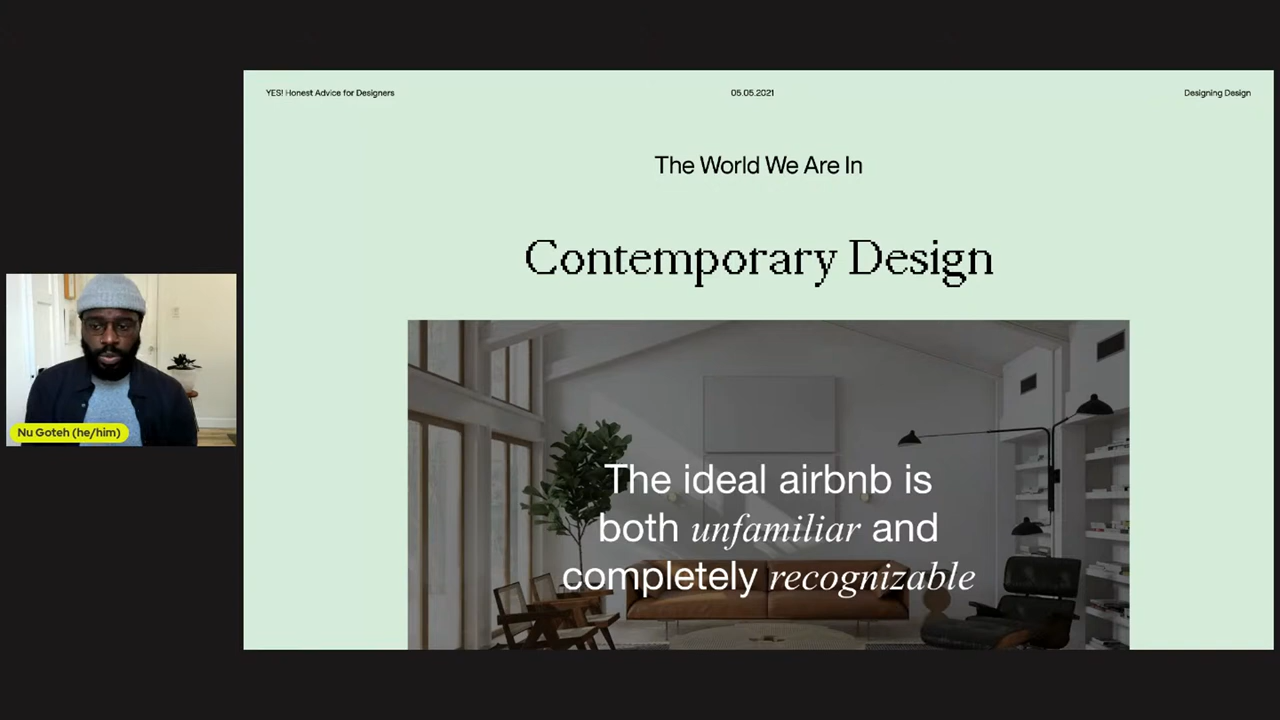 YES! Honest Advice for Designers
05.05.2021
Designing Design
The World We Are In
Contemporary Design
The ideal airbnb is
both unfamiliar and
completely recognizable
Nu Goteh (he/him)